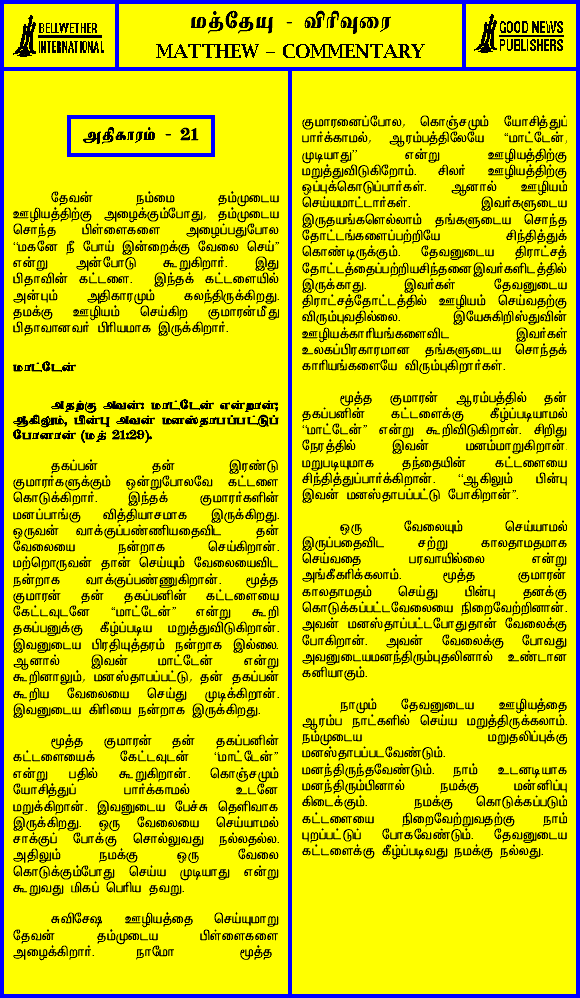 BELLWETHER
INTERNATIONAL
மத்தேயு - விரிவுரை
MATTHEW – COMMENTARY
GOOD NEWS
PUBLISHERS
அதிகாரம் - 21
தேவன் நம்மை தம்முடைய
ஊழியத்திற்கு அழைக்கும்போது, தம்முடைய
சொந்த பிள்ளைகளை அழைப்பதுபோல
“மகனே நீ போய் இன்றைக்கு வேலை செய்”
என்று அன்போடு கூறுகிறார். இது
பிதாவின் கட்டளை. இந்தக் கட்டளையில்
அன்பும் அதிகாரமும் கலந்திருக்கிறது.
தமக்கு ஊழியம் செய்கிற குமாரன்மீது
பிதாவானவர் பிரியமாக இருக்கிறார்.
மாட்டேன்
அதற்கு அவன்: மாட்டேன் என்றான்;
ஆகிலும், பின்பு அவன் மனஸ்தாபப்பட்டுப்
போனான் (மத் 21:29).
தகப்பன் தன் இரண்டு
குமாரர்களுக்கும் ஒன்றுபோலவே கட்டளை
கொடுக்கிறார். இந்தக் குமாரர்களின்
மனப்பாங்கு வித்தியாசமாக இருக்கிறது.
ஒருவன் வாக்குப்பண்ணியதைவிட தன்
வேலையை நன்றாக செய்கிறான்.
மற்றொருவன் தான் செய்யும் வேலையைவிட
நன்றாக வாக்குப்பண்ணுகிறான். மூத்த
குமாரன் தன் தகப்பனின் கட்டளையை
கேட்டவுடனே “மாட்டேன்” என்று கூறி
தகப்பனுக்கு கீழ்ப்படிய மறுத்துவிடுகிறான்.
இவனுடைய பிரதியுத்தரம் நன்றாக இல்லை.
ஆனால் இவன் மாட்டேன் என்று
கூறினாலும், மனஸ்தாபப்பட்டு, தன் தகப்பன்
கூறிய வேலையை செய்து முடிக்கிறான்.
இவனுடைய கிரியை நன்றாக இருக்கிறது.
மூத்த குமாரன் தன் தகப்பனின்
கட்டளையைக் கேட்டவுடன் “மாட்டேன்”
என்று பதில் கூறுகிறான். கொஞ்சமும்
யோசித்துப் பார்க்காமல் உடனே
மறுக்கிறான். இவனுடைய பேச்சு தெளிவாக
இருக்கிறது. ஒரு வேலையை செய்யாமல்
சாக்குப் போக்கு சொல்லுவது நல்லதல்ல.
அதிலும் நமக்கு ஒரு வேலை
கொடுக்கும்போது செய்ய முடியாது என்று
கூறுவது மிகப் பெரிய தவறு.
சுவிசேஷ ஊழியத்தை செய்யுமாறு
தேவன் தம்முடைய பிள்ளைகளை
அழைக்கிறார். நாமோ மூத்த
குமாரனைப்போல, கொஞ்சமும் யோசித்துப்
பார்க்காமல், ஆரம்பத்திலேயே “மாட்டேன்,
முடியாது” என்று ஊழியத்திற்கு
மறுத்துவிடுகிறோம். சிலர் ஊழியத்திற்கு
ஒப்புக்கொடுப்பார்கள். ஆனால் ஊழியம்
செய்யமாட்டார்கள். இவர்களுடைய
இருதயங்களெல்லாம் தங்களுடைய சொந்த
தோட்டங்களைப்பற்றியே சிந்தித்துக்
கொண்டிருக்கும். தேவனுடைய திராட்சத்
தோட்டத்தைப்பற்றியசிந்தனைஇவர்களிடத்தில்
இருக்காது. இவர்கள் தேவனுடைய
திராட்சத்தோட்டத்தில் ஊழியம் செய்வதற்கு
விரும்புவதில்லை. இயேசுகிறிஸ்துவின்
ஊழியக்காரியங்களைவிட இவர்கள்
உலகப்பிரகாரமான தங்களுடைய சொந்தக்
காரியங்களையே விரும்புகிறார்கள்.
மூத்த குமாரன் ஆரம்பத்தில் தன்
தகப்பனின் கட்டளைக்கு கீழ்ப்படியாமல்
“மாட்டேன்” என்று கூறிவிடுகிறான். சிறிது
நேரத்தில் இவன் மனம்மாறுகிறான்.
மறுபடியுமாக தந்தையின் கட்டளையை
சிந்தித்துப்பார்க்கிறான். “ஆகிலும் பின்பு
இவன் மனஸ்தாபப்பட்டு போகிறான்”.
ஒரு வேலையும் செய்யாமல்
இருப்பதைவிட சற்று காலதாமதமாக
செய்வதை பரவாயில்லை என்று
அங்கீகரிக்கலாம். மூத்த குமாரன்
காலதாமதம் செய்து பின்பு தனக்கு
கொடுக்கப்பட்டவேலையை நிறைவேற்றினான்.
அவன் மனஸ்தாப்பட்டபோதுதான் வேலைக்கு
போகிறான். அவன் வேலைக்கு போவது
அவனுடையமனந்திரும்புதலினால் உண்டான
கனியாகும்.
நாமும் தேவனுடைய ஊழியத்தை
ஆரம்ப நாட்களில் செய்ய மறுத்திருக்கலாம்.
நம்முடைய மறுதலிப்புக்கு
மனஸ்தாபப்படவேண்டும்.
மனந்திருந்தவேண்டும். நாம் உடனடியாக
மனந்திரும்பினால் நமக்கு மன்னிப்பு
கிடைக்கும். நமக்கு கொடுக்கப்படும்
கட்டளையை நிறைவேற்றுவதற்கு நாம்
புறப்பட்டுப் போகவேண்டும். தேவனுடைய
கட்டளைக்கு கீழ்ப்படிவது நமக்கு நல்லது.